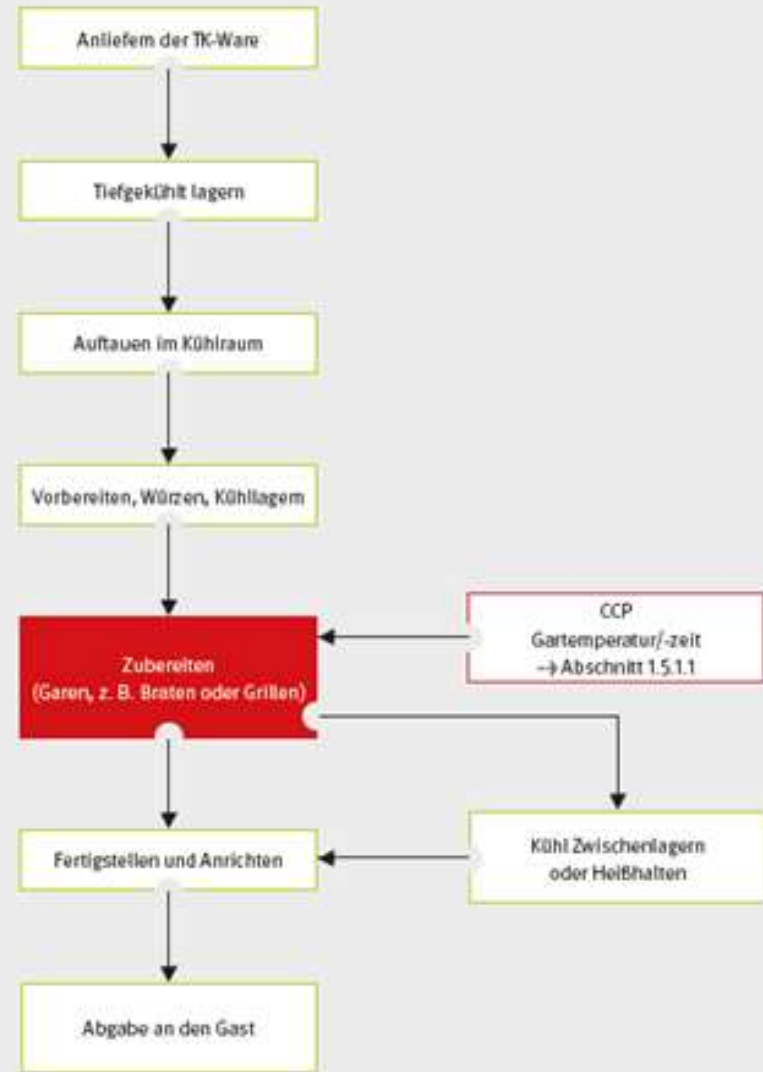 Anliefern der TK-Ware
Tiefgekühlt lagern
Auftauen im Kühlraum
Vorbereiten, Würzen, Kühllagern
Zubereiten
(Garen, z. B. Braten oder Grillen)
CCP
Gartemperatur/-zeit
→ Abschnitt 1.5.1.1
Fertigstellen und Anrichten
Kühl Zwischenlagern
oder Heißhalten
Abgabe an den Gast